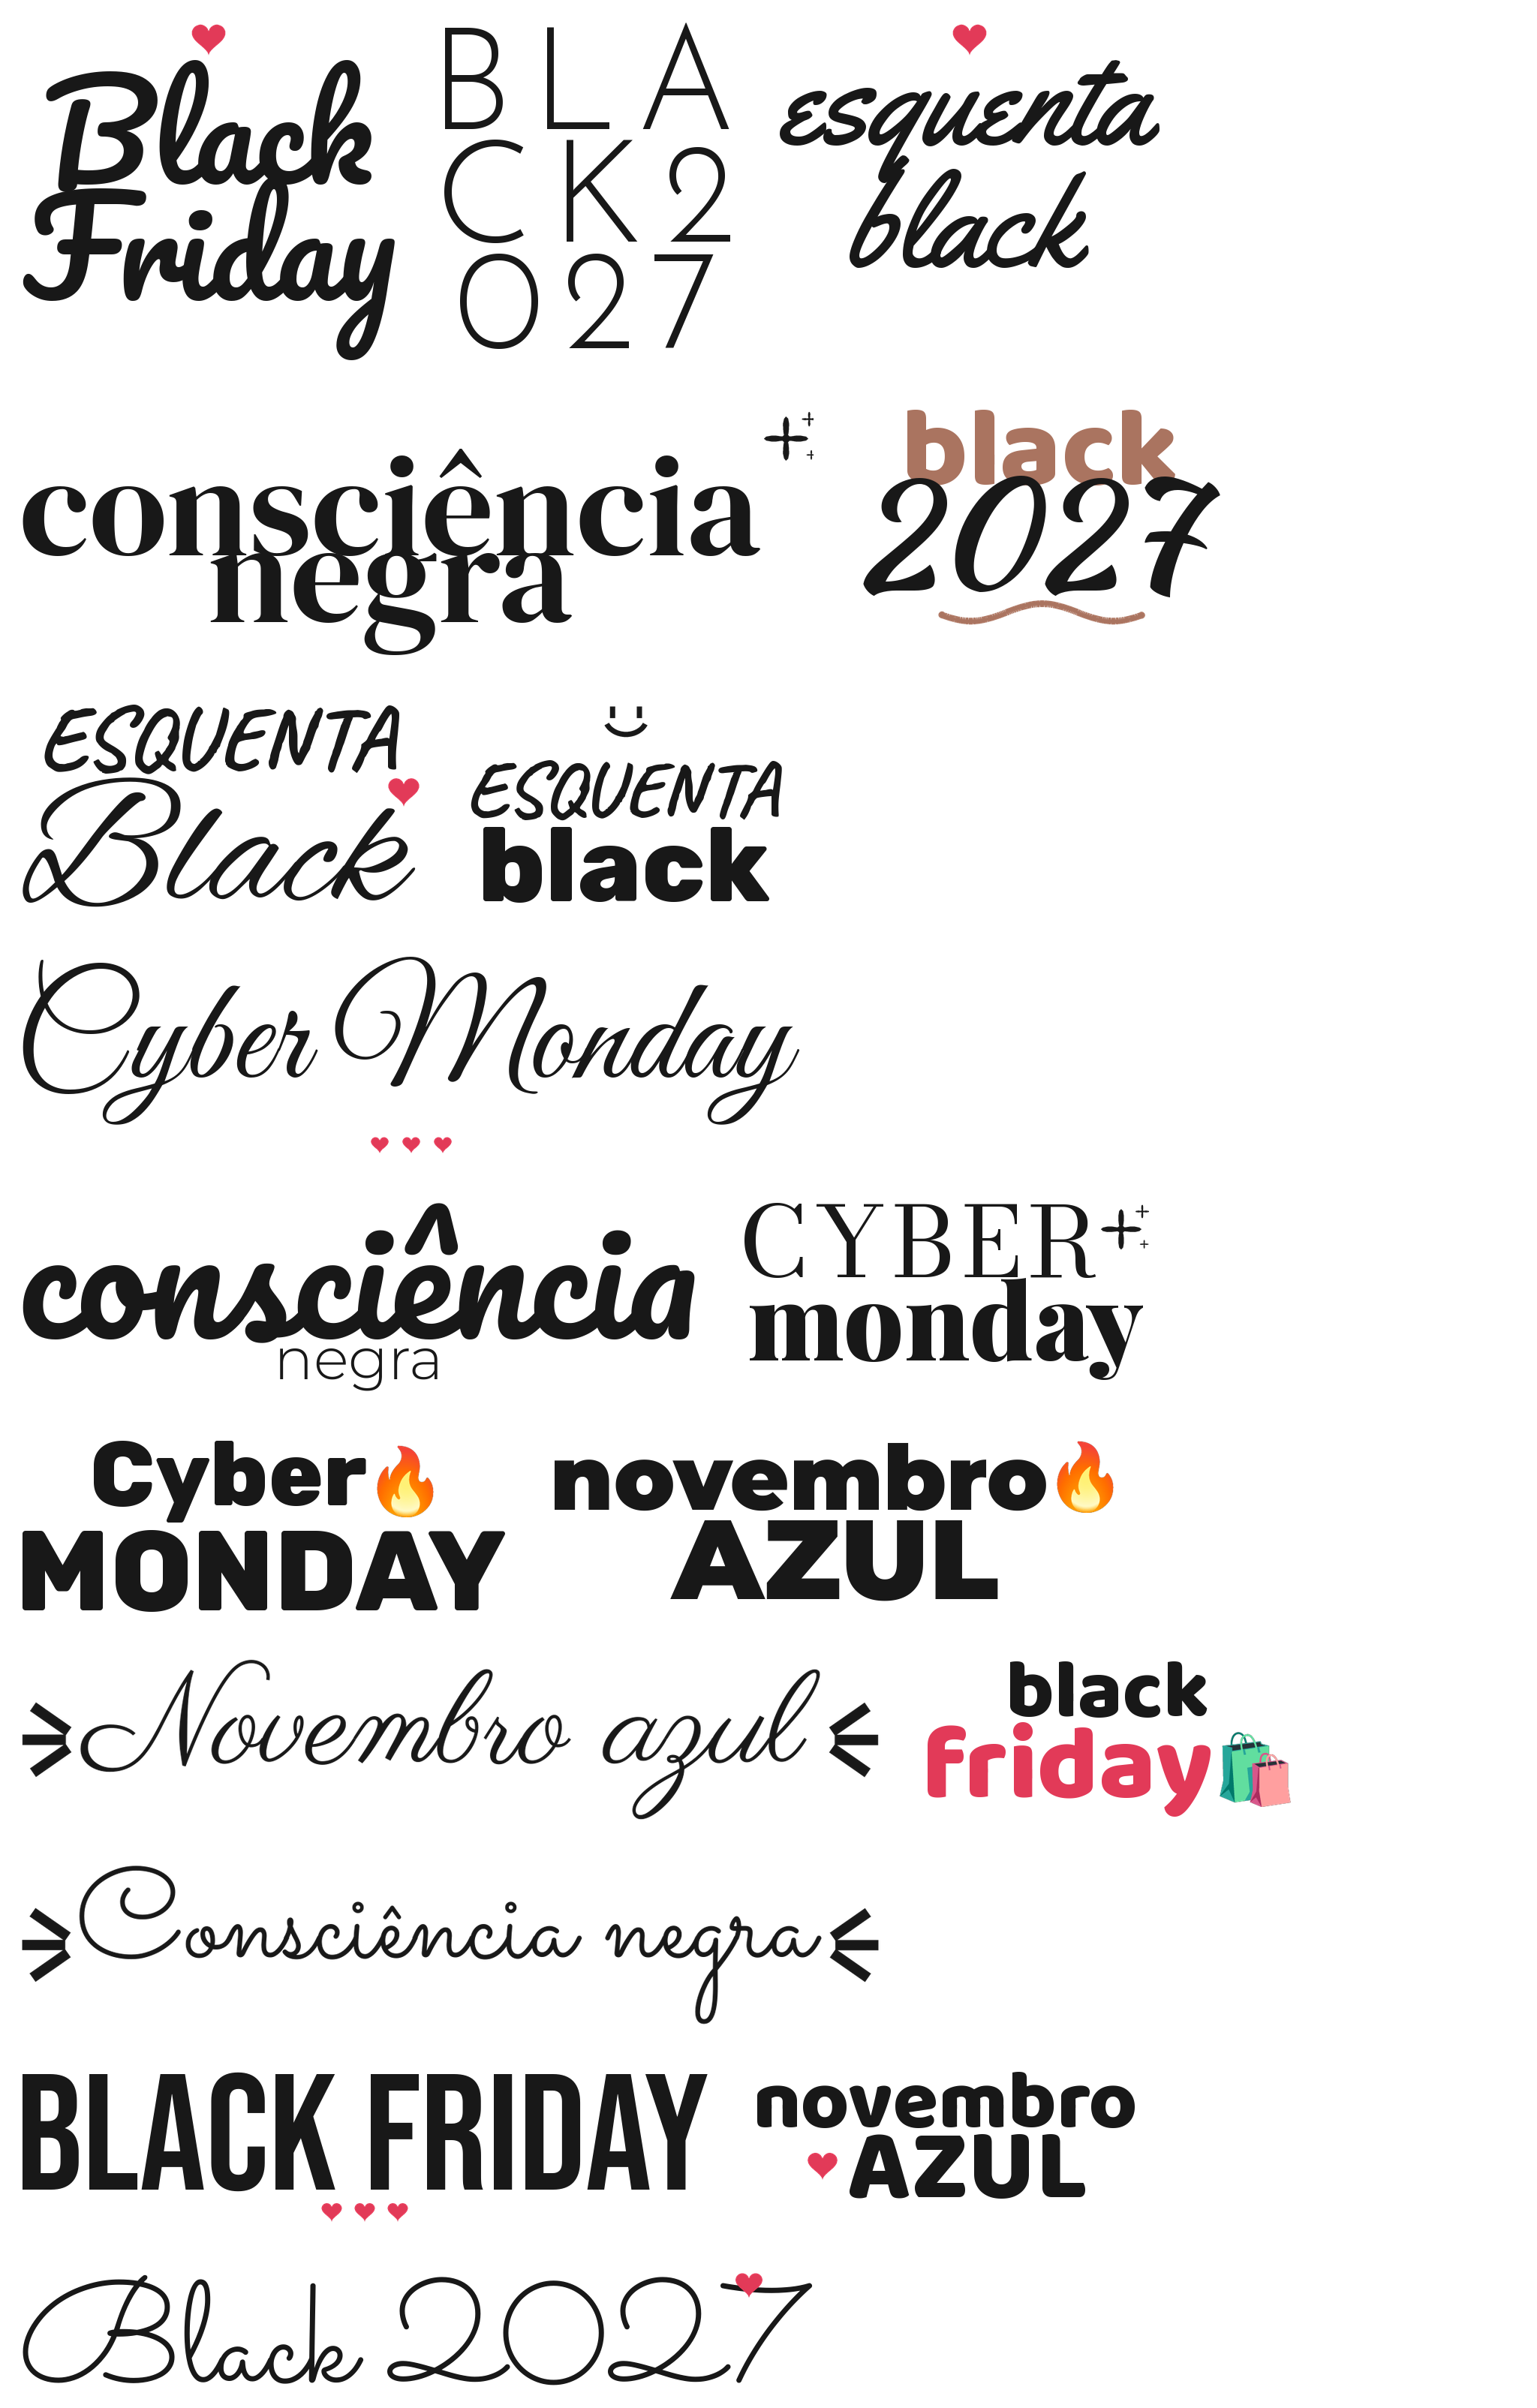 Black
Friday
BLA
CK2
027
esquenta
black
consciência
negra
black
2027
ESQUENTA
Black
ESQUENTA
black
Cyber Monday
consciência
negra
CYBER
monday
Cyber
MONDAY
novembro
AZUL
Novembro azul
black
friday
Consciência negra
BLACK FRIDAY
novembro
AZUL
Black 2027